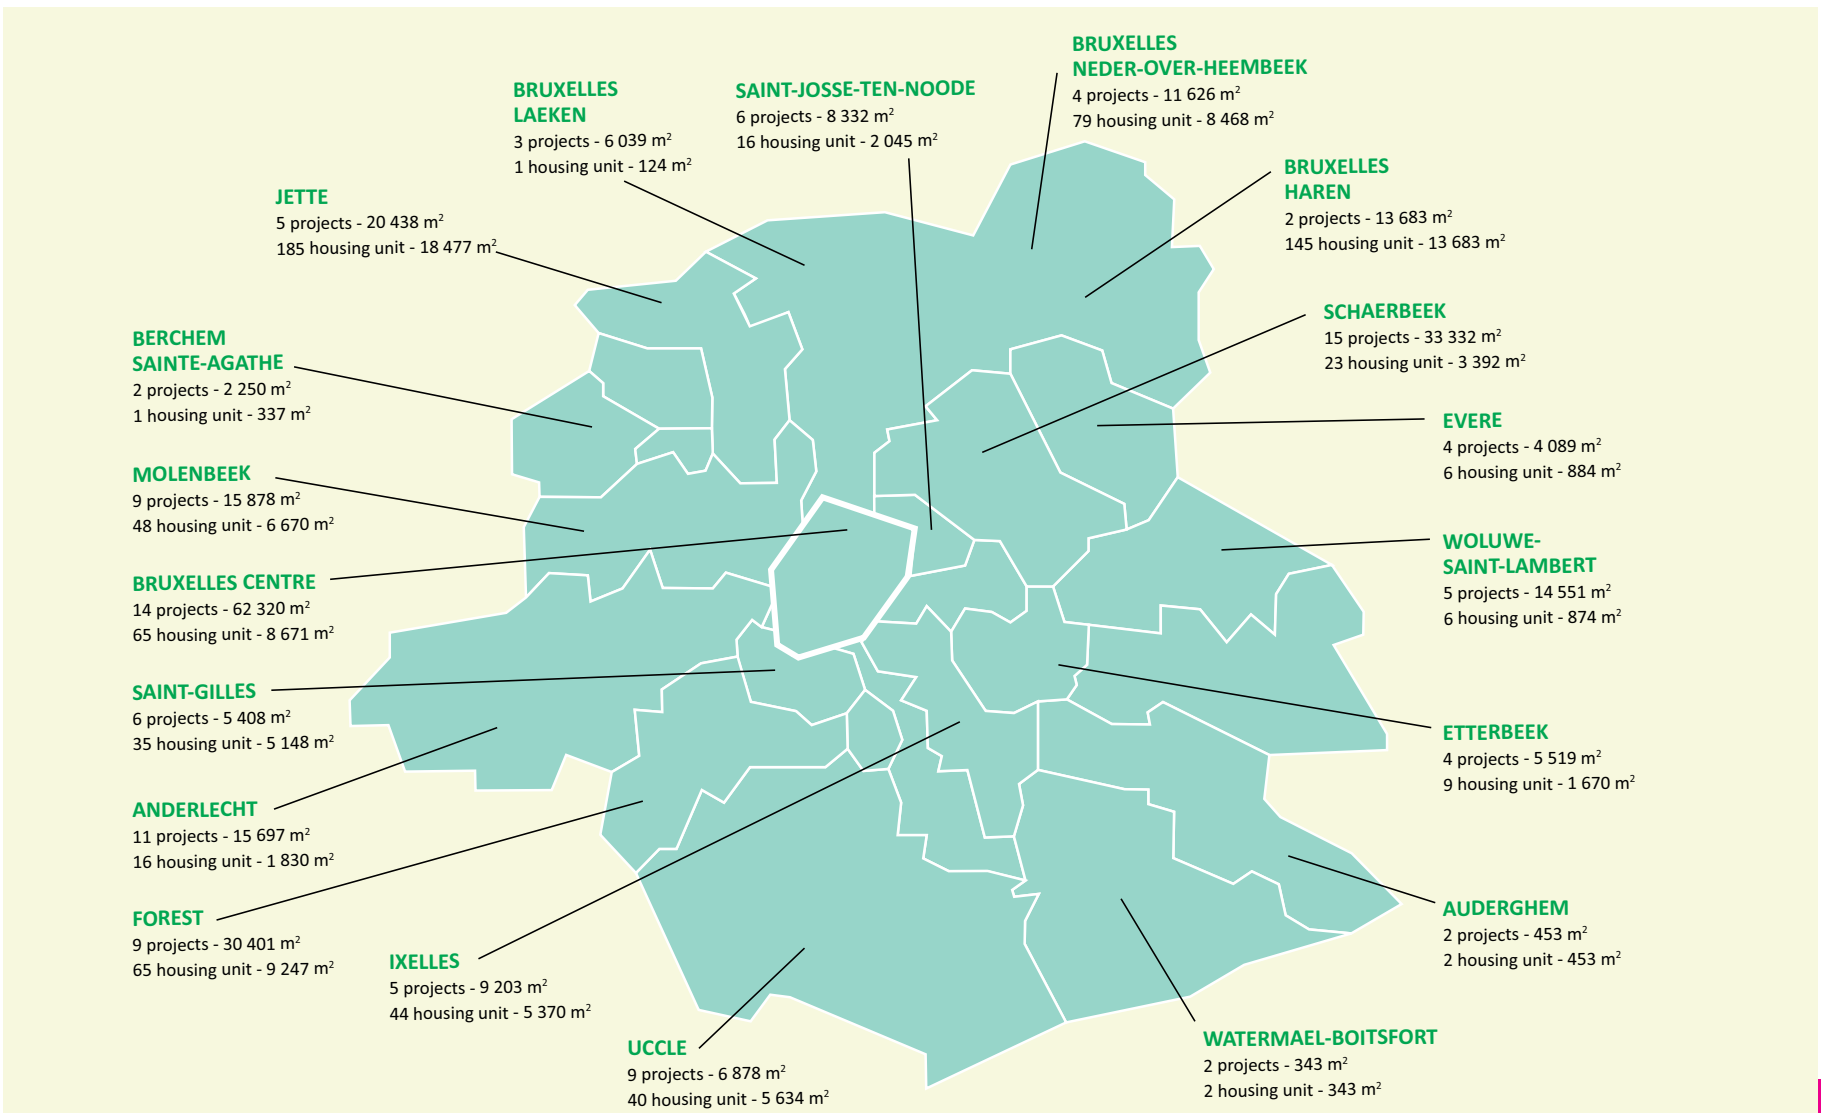 BRUXELLES
NEDER-OVER-HEEMBEEK
4 projects - 11 626 m²
79 housing unit - 8 468 m²
BRUXELLES
LAEKEN
3 projects - 6 039 m²
1 housing unit - 124 m²
SAINT-JOSSE-TEN-NOODE
6 projects - 8 332 m²
16 housing unit - 2 045 m²
BRUXELLES
HAREN
2 projects - 13 683 m²
145 housing unit - 13 683 m²
JETTE
5 projects - 20 438 m²
185 housing unit - 18 477 m²
SCHAERBEEK
15 projects - 33 332 m²
23 housing unit - 3 392 m²
BERCHEM
SAINTE-AGATHE
2 projects - 2 250 m²
1 housing unit - 337 m²
EVERE
4 projects - 4 089 m²
6 housing unit - 884 m²
MOLENBEEK
9 projects - 15 878 m²
48 housing unit - 6 670 m²
WOLUWE-
SAINT-LAMBERT
5 projects - 14 551 m²
6 housing unit - 874 m²
BRUXELLES CENTRE
14 projects - 62 320 m²
65 housing unit - 8 671 m²
SAINT-GILLES
6 projects - 5 408 m²
35 housing unit - 5 148 m²
ETTERBEEK
4 projects - 5 519 m²
9 housing unit - 1 670 m²
ANDERLECHT
11 projects - 15 697 m²
16 housing unit - 1 830 m²
AUDERGHEM
2 projects - 453 m²
2 housing unit - 453 m²
FOREST
9 projects - 30 401 m²
65 housing unit - 9 247 m²
IXELLES
5 projects - 9 203 m²
44 housing unit - 5 370 m²
WATERMAEL-BOITSFORT
2 projects - 343 m²
2 housing unit - 343 m²
UCCLE
9 projects - 6 878 m²
40 housing unit - 5 634 m²